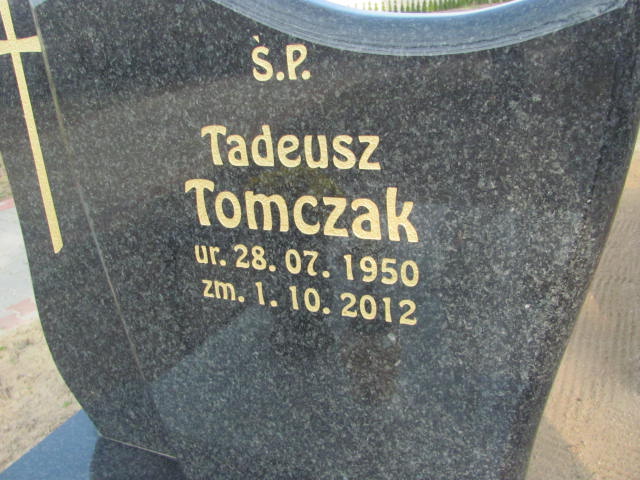 Ś.P.
Tadeusz
Tomczak
ur. 28. 07. 1950
zm. 1. 10. 2012